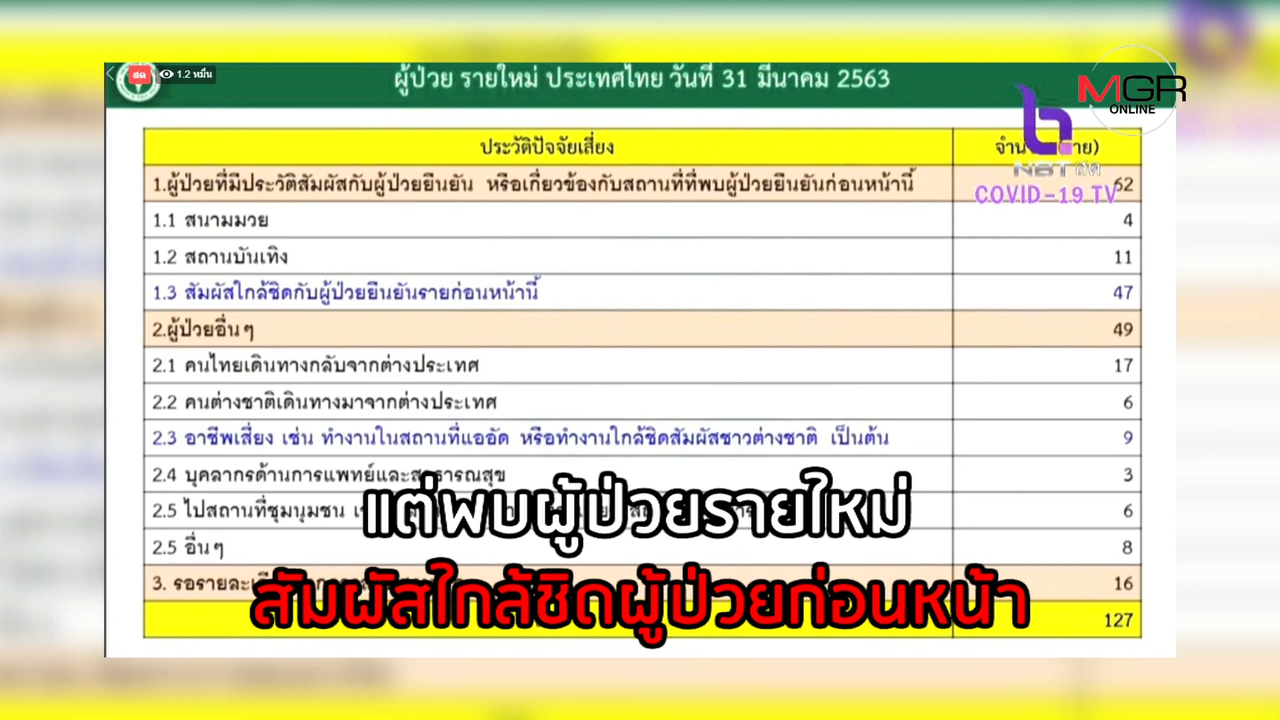 สด 1.2 หมื่น
ผู้ป่วย รายใหม่ ประเทศไทย วันที่ 31 มีนาคม 2563
MGR
ONLINE
NBT สด
COVID-19 TV
ประวัติปัจจัยเสี่ยง
1.ผู้ป่วยที่มีประวัติสัมผัสกับผู้ป่วยยืนยัน หรือเกี่ยวข้องกับสถานที่ที่พบผู้ป่วยยืนยันก่อนหน้านี้ 62
1.1 สนามมวย 4
1.2 สถานบันเทิง 11
1.3 สัมผัสใกล้ชิดกับผู้ป่วยยืนยันรายก่อนหน้านี้ 47
2.ผู้ป่วยอื่นๆ 49
2.1 คนไทยเดินทางกลับจากต่างประเทศ 17
2.2 คนต่างชาติเดินทางมาจากต่างประเทศ 6
2.3 อาชีพเสี่ยง เช่น ทำงานในสถานที่แออัด หรือทำงานใกล้ชิดสัมผัสชาวต่างชาติ เป็นต้น 9
2.4 บุคลากรด้านการแพทย์และสาธารณสุข 3
2.5 ไปสถานที่ชุมนุมชน 6
2.5 อื่นๆ 8
3. 16
127
แต่พบผู้ป่วยรายใหม่
สัมผัสใกล้ชิดผู้ป่วยก่อนหน้า